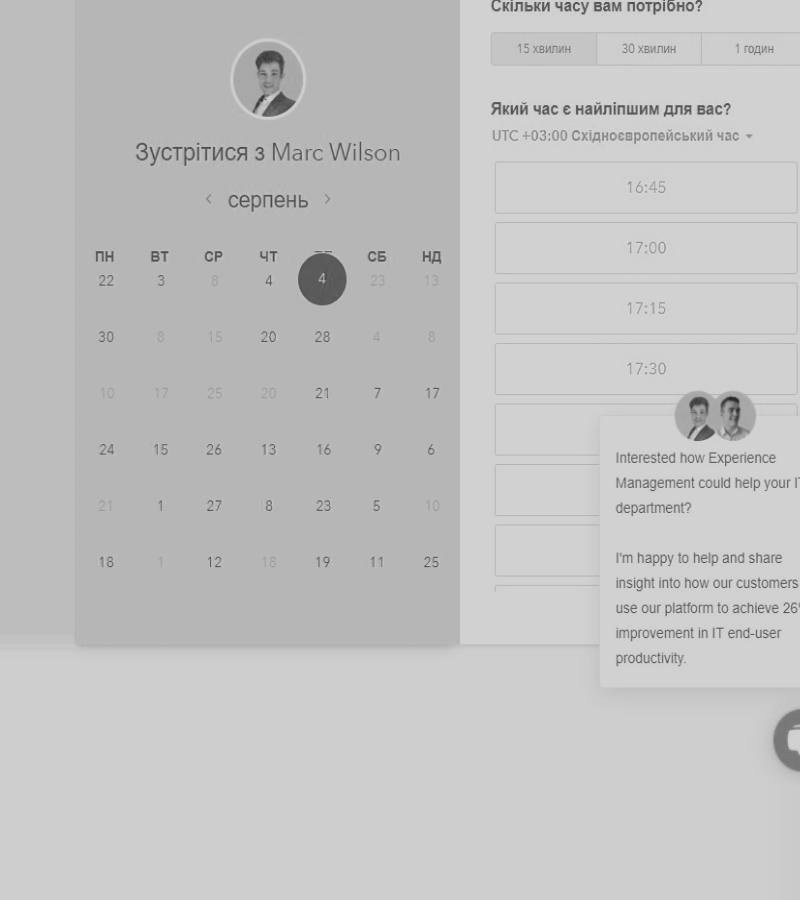 Зустрітися з Marc Wilson
серпень
ПН ВТ СР ЧТ СБ НД
22 3 8 4 4 23 13
30 8 15 20 28 4 8
10 17 25 20 21 7 17
24 15 26 13 16 9 6
21 1 27 8 23 5 10
18 1 12 18 19 11 25
Скільки часу вам потрібно?
15 хвилин 30 хвилин 1 годин
Який час є найліпшим для вас?
UTC +03:00 Східноєвропейський час
16:45
17:00
17:15
17:30
Interested how Experience
Management could help your
department?
I'm happy to help and share
insight into how our customers
use our platform to achieve 26
improvement in IT end-user
productivity.